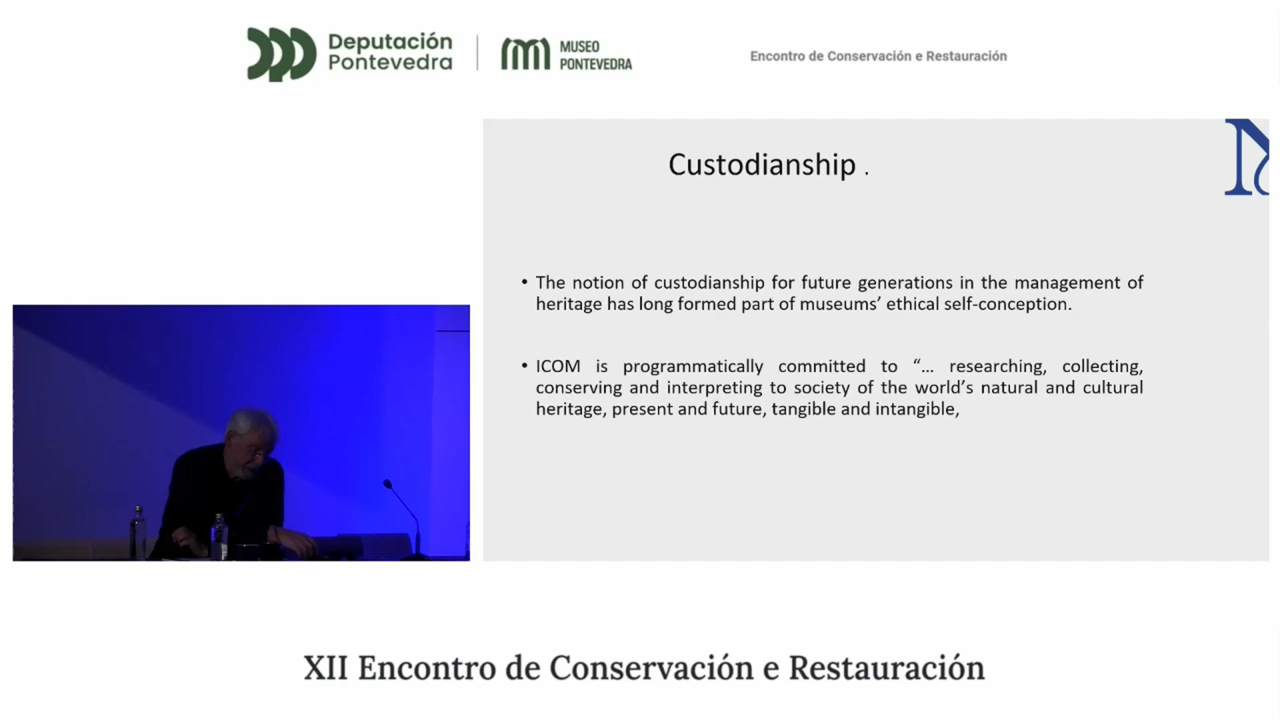 Deputación
Pontevedra
MUSEO
PONTEVEDRA
Encontro de Conservación e Restauración
Custodianship .
• The notion of custodianship for future generations in the management of
heritage has long formed part of museums’ ethical self-conception.
• ICOM is programmatically committed to “… researching, collecting,
conserving and interpreting to society of the world’s natural and cultural
heritage, present and future, tangible and intangible,
XII Encontro de Conservación e Restauración